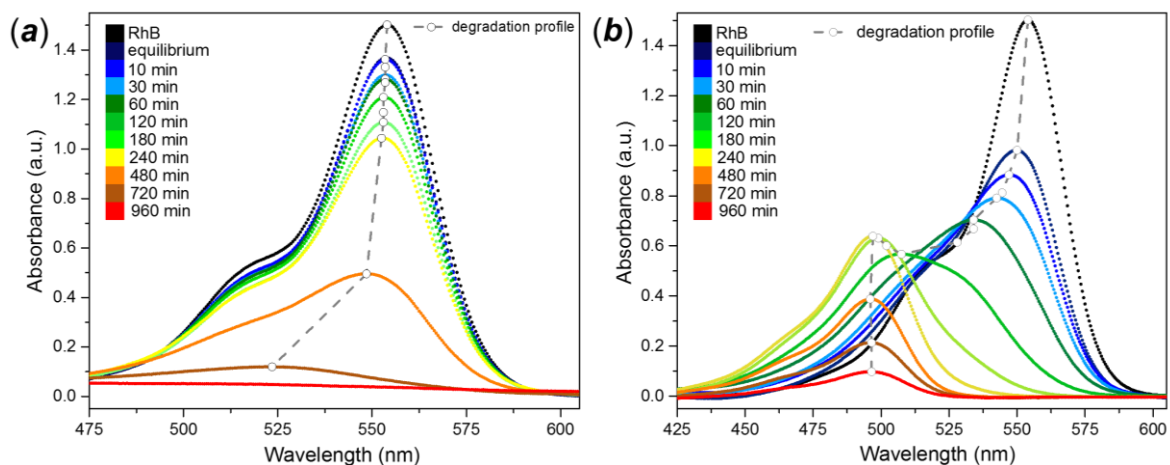 (a)
RhB
equilibrium
10 min
30 min
60 min
120 min
180 min
240 min
480 min
720 min
960 min
degradation profile
1.5
1.2
1.0
0.8
0.6
0.4
0.2
0.0
Absorbance (a.u.)
475 500 525 550 575 600
Wavelength (nm)
(b)
RhB
equilibrium
10 min
30 min
60 min
120 min
180 min
240 min
480 min
720 min
960 min
degradation profile
1.4
1.2
1.0
0.8
0.6
0.4
0.2
0.0
Absorbance (a.u.)
425 450 475 500 525 550 575 600
Wavelength (nm)